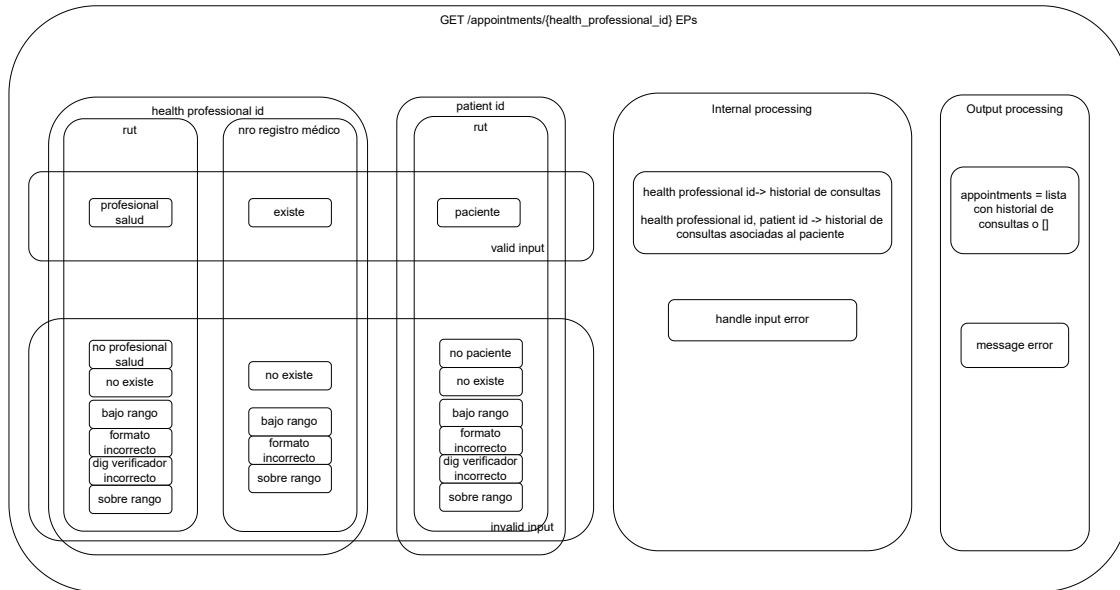 GET /appointments/{health_professional_id} EPs
health professional id
rut
nro registro médico
patient id
rut
Internal processing
Output processing
profesional
salud
existe
paciente
valid input
health professional id-> historial de consultas
health professional id, patient id -> historial de
consultas asociadas al paciente
appointments = lista
con historial de
consultas o []
handle input error
message error
no profesional
salud
no existe
bajo rango
formato
incorrecto
dig verificador
incorrecto
sobre rango
no existe
bajo rango
formato
incorrecto
sobre rango
no paciente
no existe
bajo rango
formato
incorrecto
dig verificador
incorrecto
sobre rango
invalid input